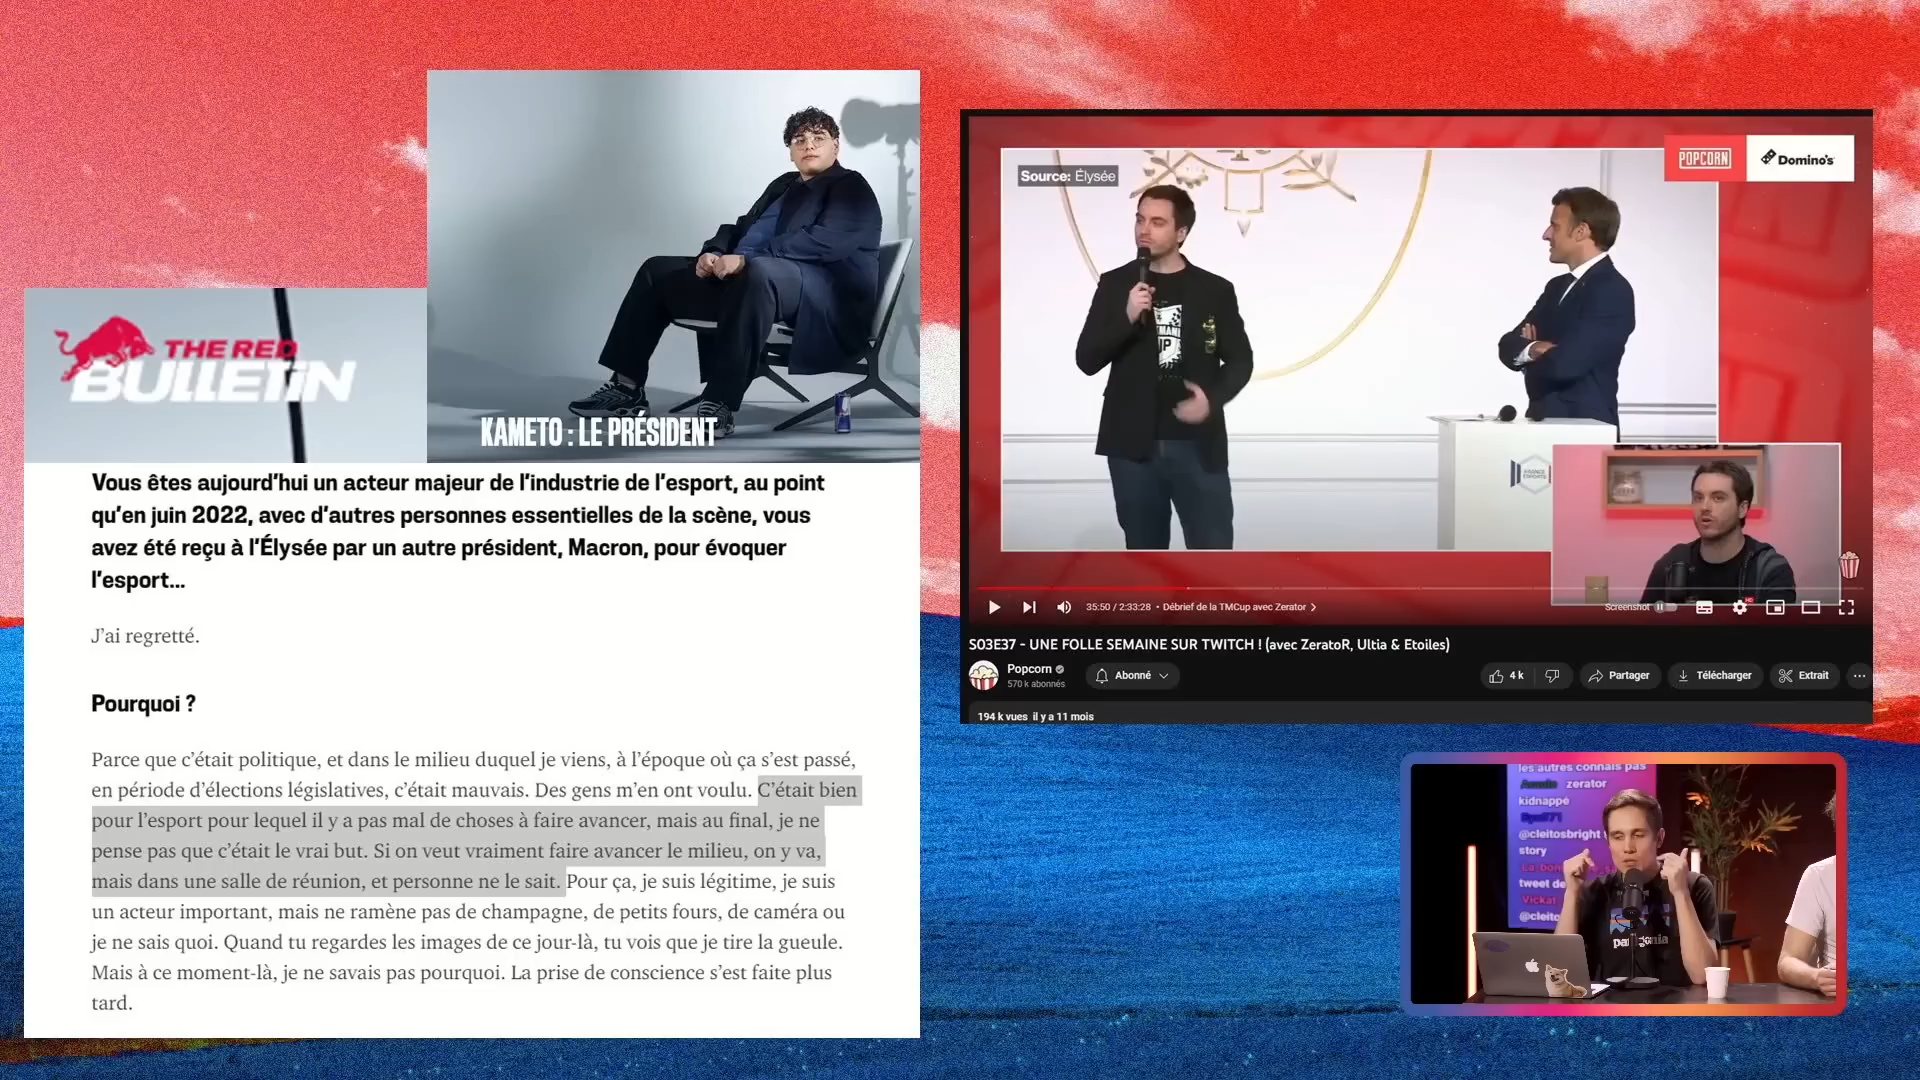 THE RED
BULLETIN
KAMETO : LE PRÉSIDENT
Vous êtes aujourd’hui un acteur majeur de l’industrie de l’esport, au point
qu’en juin 2022, avec d’autres personnes essentielles de la scène, vous
avez été reçu à l’Élysée par un autre président, Macron, pour évoquer
l’esport...
J’ai regretté.
Pourquoi ?
Parce que c’était politique, et dans le milieu duquel je viens, à l’époque où ça s’est passé,
en période d’élections législatives, c’était mauvais. Des gens m’en ont voulu. C’était bien
pour l’esport pour lequel il y a pas mal de choses à faire avancer, mais au final, je ne
pense pas que c’était le vrai but. Si on veut vraiment faire avancer le milieu, on y va,
mais dans une salle de réunion, et personne ne le sait. Pour ça, je suis légitime, je suis
un acteur important, mais ne ramène pas de champagne, de petits fours, de caméra ou
je ne sais quoi. Quand tu regardes les images de ce jour-là, tu vois que je tire la gueule.
Mais à ce moment-là, je ne savais pas pourquoi. La prise de conscience s’est faite plus
tard.
Source: Élysée
POPCORN
Domino's
FRANCE
ESPORTS
35:50 / 2:33:28 • Débrief de la TMCup avec Zerator
Screenshot
HD
S03E37 - UNE FOLLE SEMAINE SUR TWITCH ! (avec ZeratoR, Ultia & Etoiles)
Popcorn
570 k abonnés
Abonné
4 k
Partager
Télécharger
Extrait
194 k vues il y a 11 mois
les autres connais pas
zerator
kidnappé
@cleitosbright
story
tweet de
Vickal
@cleito
patagonia